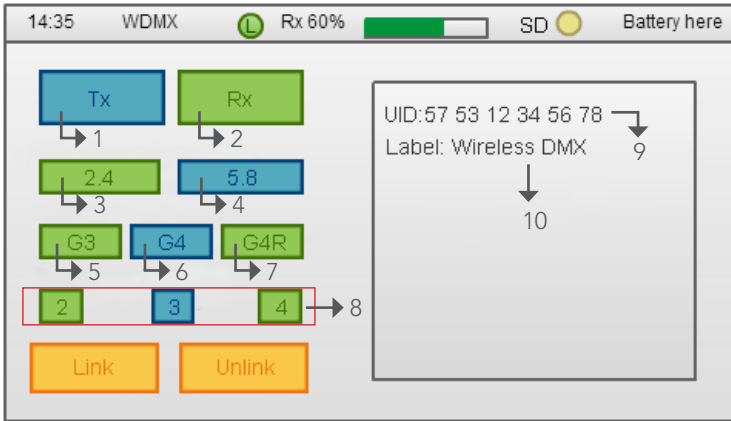 14:35 WDMX L Rx 60% SD Battery here
Tx Rx
1 2
2.4 5.8
3 4
G3 G4 G4R
5 6 7
2 3 4 8
Link Unlink
UID:57 53 12 34 56 78
9
Label: Wireless DMX
10